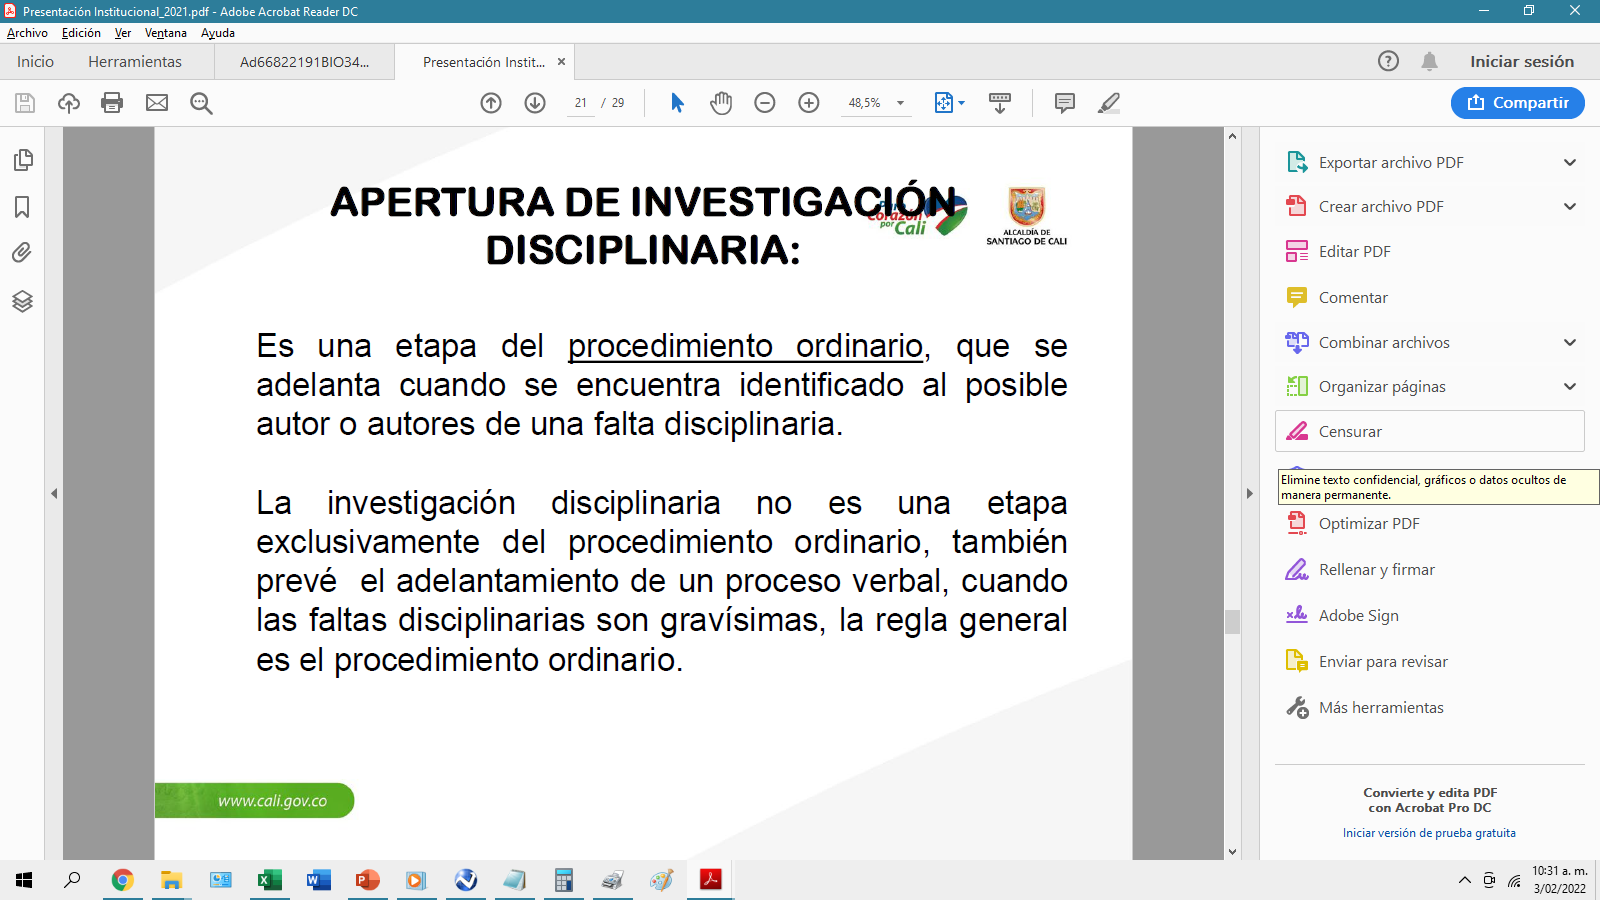 Presentación Institucional_2021.pdf - Adobe Acrobat Reader DC
Archivo Edición Ver Ventana Ayuda
Inicio Herramientas Ad66822191BIO34... Presentación Instit... × Iniciar sesión
21 / 29 48,5% Compartir
APERTURA DE INVESTIGACIÓN
DISCIPLINARIA:
Corazón
por Cali
ALCALDÍA DE
SANTIAGO DE CALI
Es una etapa del procedimiento ordinario, que se
adelanta cuando se encuentra identificado al posible
autor o autores de una falta disciplinaria.
La investigación disciplinaria no es una etapa
exclusivamente del procedimiento ordinario, también
prevé el adelantamiento de un proceso verbal, cuando
las faltas disciplinarias son gravísimas, la regla general
es el procedimiento ordinario.
www.cali.gov.co
Exportar archivo PDF
Crear archivo PDF
Editar PDF
Comentar
Combinar archivos
Organizar páginas
Censurar
Elimine texto confidencial, gráficos o datos ocultos de
manera permanente.
Optimizar PDF
Rellenar y firmar
Adobe Sign
Enviar para revisar
Más herramientas
Convierte y edita PDF
con Acrobat Pro DC
Iniciar versión de prueba gratuita
10:31 a. m.
3/02/2022